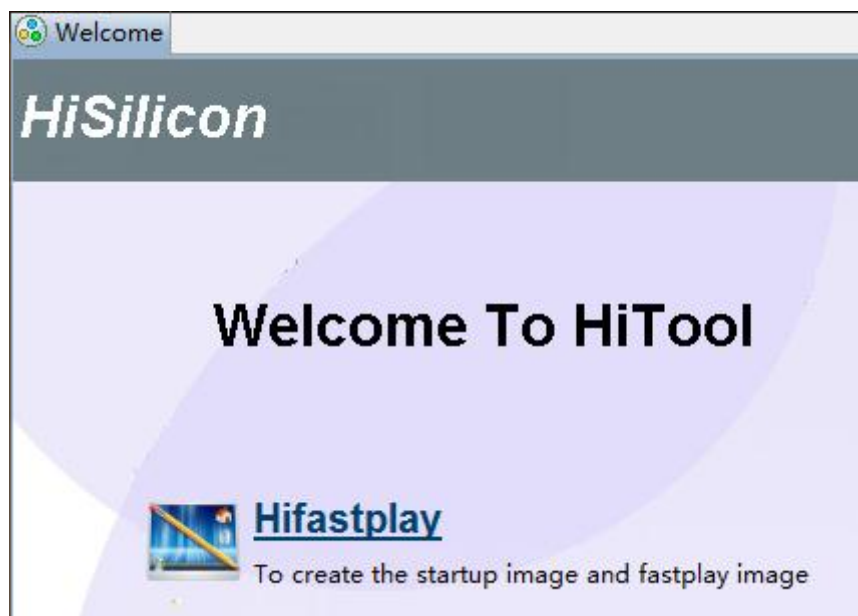 Welcome
HiSilicon
Welcome To HiTool
Hifastplay
To create the startup image and fastplay image